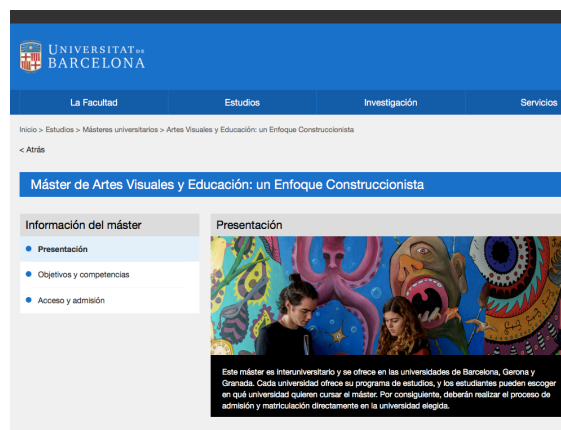 UNIVERSITAT DE
BARCELONA
La Facultad
Estudios
Investigación
Servicios
Inicio > Estudios > Másteres universitarios > Artes Visuales y Educación: un Enfoque Construccionista
< Atrás
Máster de Artes Visuales y Educación: un Enfoque Construccionista
Información del máster
Presentación
Objetivos y competencias
Acceso y admisión
Presentación
Este máster es interuniversitario y se ofrece en las universidades de Barcelona, Gerona y
Granada. Cada universidad ofrece su programa de estudios, y los estudiantes pueden escoger
en qué universidad quieren cursar el máster. Por consiguiente, deberán realizar el proceso de
admisión y matriculación directamente en la universidad elegida.